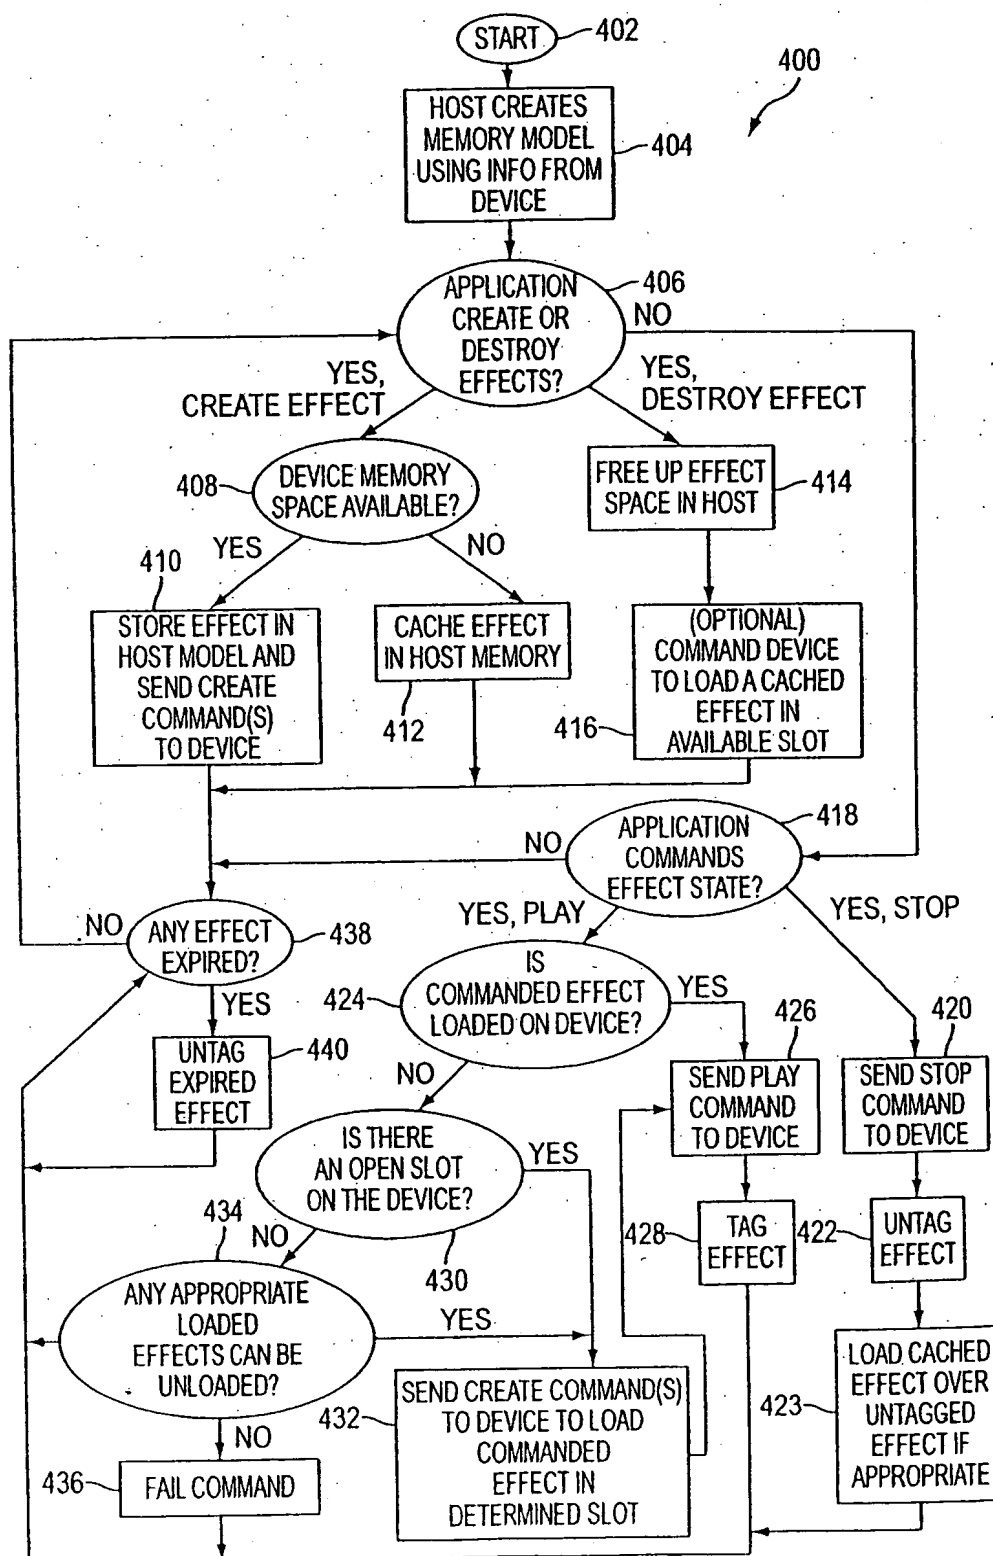 START
402
400
HOST CREATES
MEMORY MODEL
USING INFO FROM
DEVICE
404
APPLICATION
CREATE OR
DESTROY
EFFECTS?
406
NO
YES,
CREATE EFFECT
YES,
DESTROY EFFECT
DEVICE MEMORY
SPACE AVAILABLE?
408
FREE UP EFFECT
SPACE IN HOST
414
YES
NO
410
STORE EFFECT IN
HOST MODEL AND
SEND CREATE
COMMAND(S)
TO DEVICE
CACHE EFFECT
IN HOST MEMORY
412
(OPTIONAL)
COMMAND DEVICE
TO LOAD A CACHED
EFFECT IN
AVAILABLE SLOT
416
APPLICATION
COMMANDS
EFFECT STATE?
418
NO
YES, PLAY
YES, STOP
NO
ANY EFFECT
EXPIRED?
438
YES
UNTAG
EXPIRED
EFFECT
440
IS
COMMANDED EFFECT
LOADED ON DEVICE?
424
YES
NO
426
SEND PLAY
COMMAND
TO DEVICE
420
SEND STOP
COMMAND
TO DEVICE
IS THERE
AN OPEN SLOT
ON THE DEVICE?
430
YES
NO
TAG
EFFECT
428
UNTAG
EFFECT
422
434
ANY APPROPRIATE
LOADED
EFFECTS CAN BE
UNLOADED?
YES
NO
SEND CREATE COMMAND(S)
TO DEVICE TO LOAD
COMMANDED
EFFECT IN
DETERMINED SLOT
432
LOAD CACHED
EFFECT OVER
UNTAGGED
EFFECT IF
APPROPRIATE
423
436
FAIL COMMAND